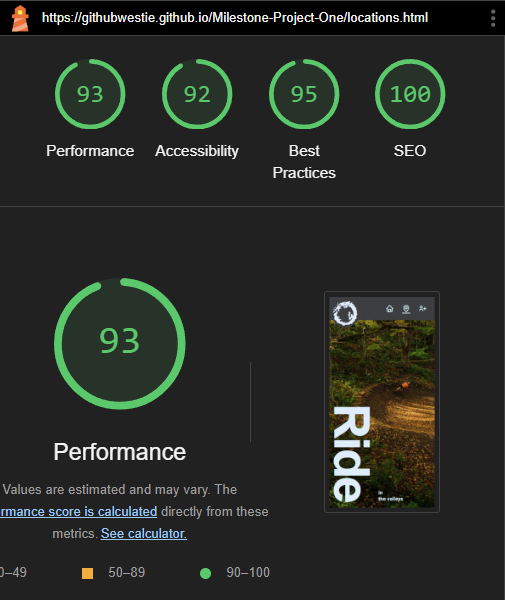 https://githubwestie.github.io/Milestone-Project-One/locations.html
93 92 95 100
Performance Accessibility Best Practices SEO
93
Performance
Values are estimated and may vary. The
rmance score is calculated directly from these
metrics. See calculator.
0–49 50–89 90–100
Ride
in
the valleys